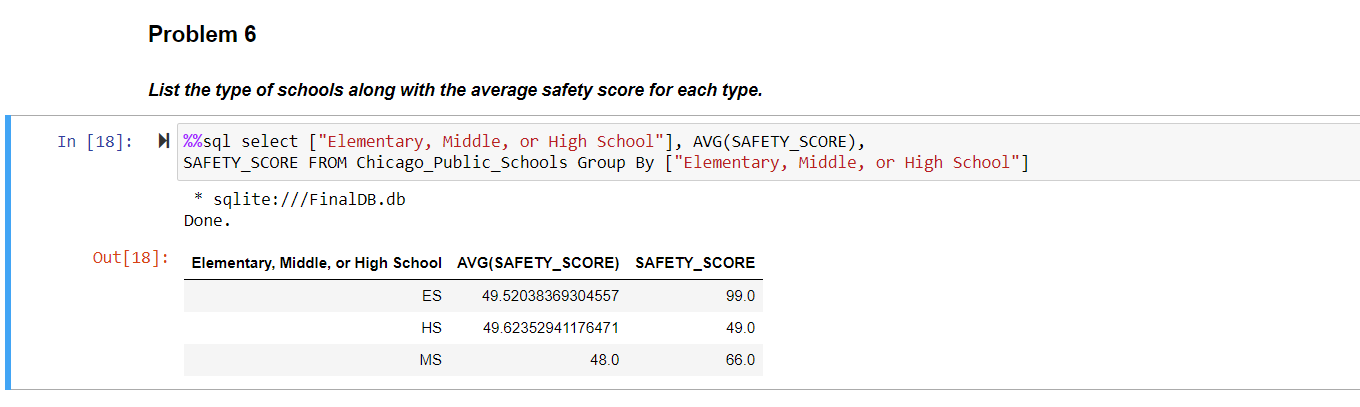 Problem 6
List the type of schools along with the average safety score for each type.
In [18]: %%sql select ["Elementary, Middle, or High School"], AVG(SAFETY_SCORE),
SAFETY_SCORE FROM Chicago_Public_Schools Group By ["Elementary, Middle, or High School"]
* sqlite:///FinalDB.db
Done.
Out[18]:
Elementary, Middle, or High School AVG(SAFETY_SCORE) SAFETY_SCORE
ES 49.52038369304557 99.0
HS 49.62352941176471 49.0
MS 48.0 66.0